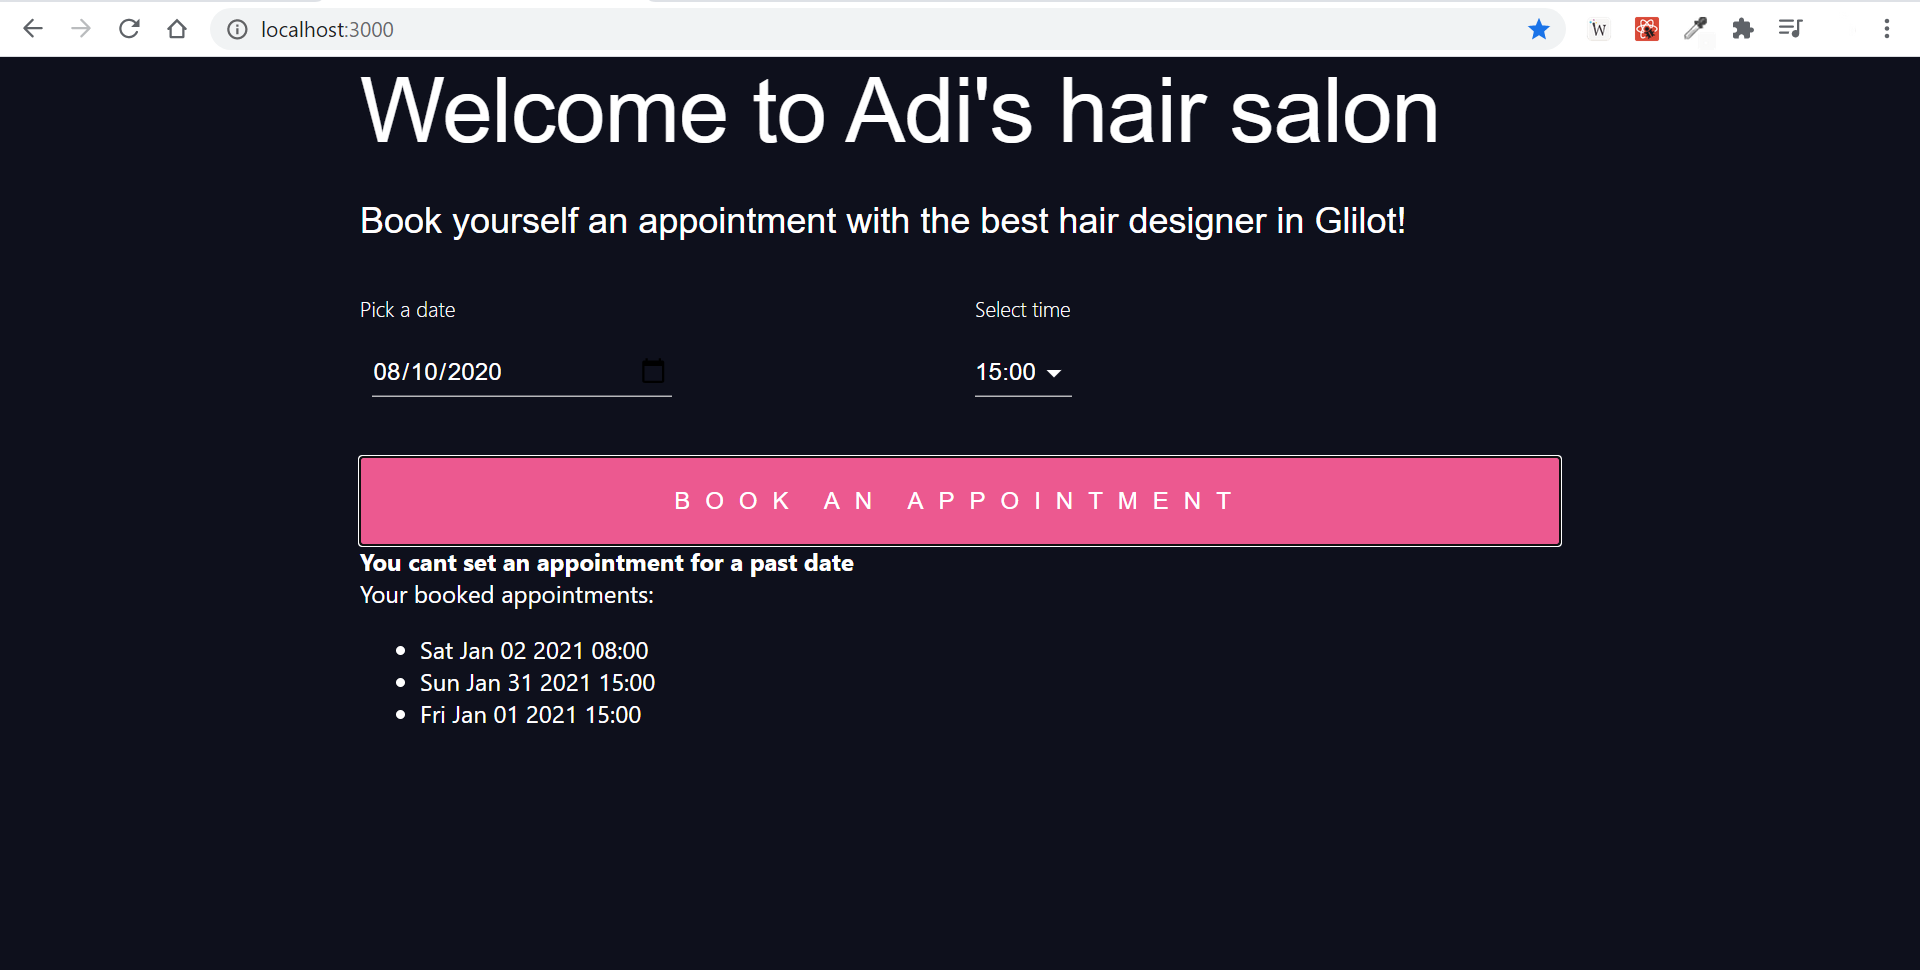 localhost:3000
W
Welcome to Adi's hair salon
Book yourself an appointment with the best hair designer in Glilot!
Pick a date
Select time
08/10/2020
15:00
BOOK AN APPOINTMENT
You cant set an appointment for a past date
Your booked appointments:
• Sat Jan 02 2021 08:00
• Sun Jan 31 2021 15:00
• Fri Jan 01 2021 15:00